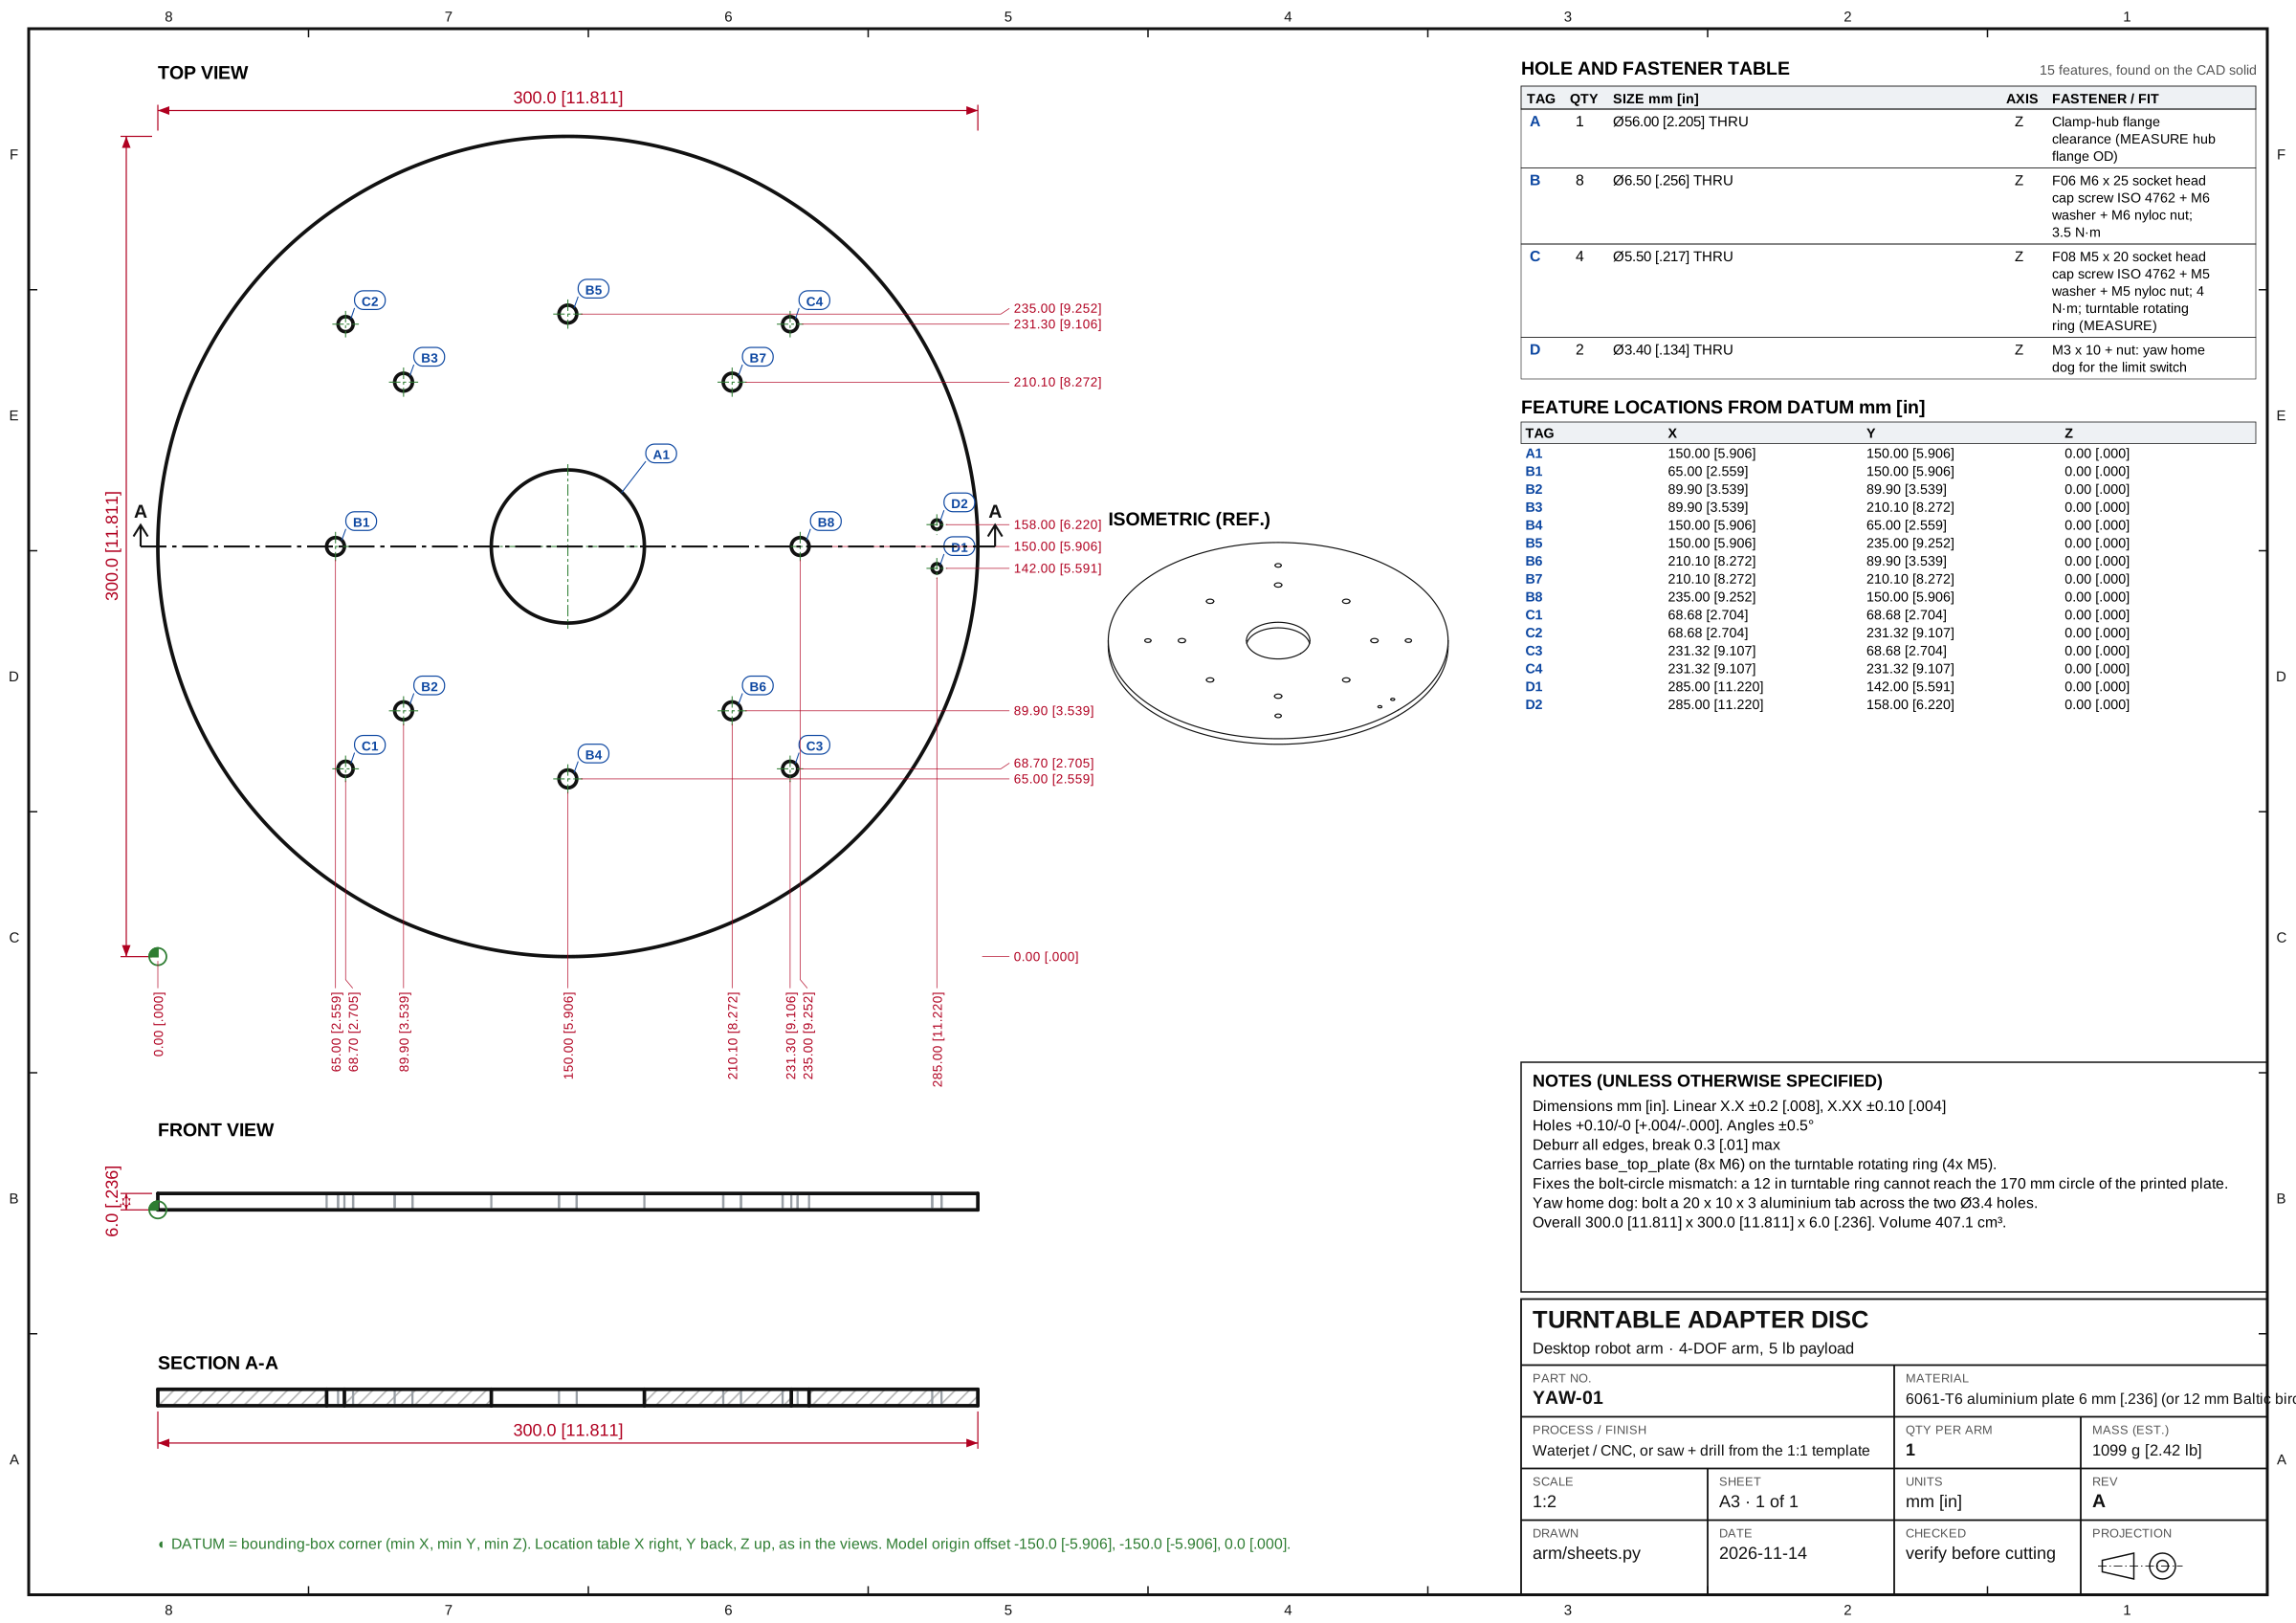 8 7 6 5 4 3 2 1
TOP VIEW
300.0 [11.811]
300.0 [11.811]
F
E
D
C
B
A
C2
B5
C4
B3
B7
A1
A
A
B1
B8
D2
D1
B2
B6
C1
B4
C3
235.00 [9.252]
231.30 [9.106]
210.10 [8.272]
158.00 [6.220]
150.00 [5.906]
142.00 [5.591]
89.90 [3.539]
68.70 [2.705]
65.00 [2.559]
0.00 [.000]
0.00 [.000]
65.00 [2.559]
68.70 [2.705]
89.90 [3.539]
150.00 [5.906]
210.10 [8.272]
231.30 [9.106]
235.00 [9.252]
285.00 [11.220]
ISOMETRIC (REF.)
FRONT VIEW
6.0 [.236]
SECTION A-A
300.0 [11.811]
DATUM = bounding-box corner (min X, min Y, min Z). Location table X right, Y back, Z up, as in the views. Model origin offset -150.0 [-5.906], -150.0 [-5.906], 0.0 [.000].
HOLE AND FASTENER TABLE 15 features, found on the CAD solid
TAG QTY SIZE mm [in] AXIS FASTENER / FIT
A 1 Ø56.00 [2.205] THRU Z Clamp-hub flange
clearance (MEASURE hub
flange OD)
B 8 Ø6.50 [.256] THRU Z F06 M6 x 25 socket head
cap screw ISO 4762 + M6
washer + M6 nyloc nut;
3.5 N·m
C 4 Ø5.50 [.217] THRU Z F08 M5 x 20 socket head
cap screw ISO 4762 + M5
washer + M5 nyloc nut; 4
N·m; turntable rotating
ring (MEASURE)
D 2 Ø3.40 [.134] THRU Z M3 x 10 + nut: yaw home
dog for the limit switch
FEATURE LOCATIONS FROM DATUM mm [in]
TAG X Y Z
A1 150.00 [5.906] 150.00 [5.906] 0.00 [.000]
B1 65.00 [2.559] 150.00 [5.906] 0.00 [.000]
B2 89.90 [3.539] 89.90 [3.539] 0.00 [.000]
B3 89.90 [3.539] 210.10 [8.272] 0.00 [.000]
B4 150.00 [5.906] 65.00 [2.559] 0.00 [.000]
B5 150.00 [5.906] 235.00 [9.252] 0.00 [.000]
B6 210.10 [8.272] 89.90 [3.539] 0.00 [.000]
B7 210.10 [8.272] 210.10 [8.272] 0.00 [.000]
B8 235.00 [9.252] 150.00 [5.906] 0.00 [.000]
C1 68.68 [2.704] 68.68 [2.704] 0.00 [.000]
C2 68.68 [2.704] 231.32 [9.107] 0.00 [.000]
C3 231.32 [9.107] 68.68 [2.704] 0.00 [.000]
C4 231.32 [9.107] 231.32 [9.107] 0.00 [.000]
D1 285.00 [11.220] 142.00 [5.591] 0.00 [.000]
D2 285.00 [11.220] 158.00 [6.220] 0.00 [.000]
NOTES (UNLESS OTHERWISE SPECIFIED)
Dimensions mm [in]. Linear X.X ±0.2 [.008], X.XX ±0.10 [.004]
Holes +0.10/-0 [+.004/-.000]. Angles ±0.5°
Deburr all edges, break 0.3 [.01] max
Carries base_top_plate (8x M6) on the turntable rotating ring (4x M5).
Fixes the bolt-circle mismatch: a 12 in turntable ring cannot reach the 170 mm circle of the printed plate.
Yaw home dog: bolt a 20 x 10 x 3 aluminium tab across the two Ø3.4 holes.
Overall 300.0 [11.811] x 300.0 [11.811] x 6.0 [.236]. Volume 407.1 cm³.
TURNTABLE ADAPTER DISC
Desktop robot arm · 4-DOF arm, 5 lb payload
PART NO. MATERIAL
YAW-01 6061-T6 aluminium plate 6 mm [.236] (or 12 mm Baltic
PROCESS / FINISH QTY PER ARM MASS (EST.)
Waterjet / CNC, or saw + drill from the 1:1 template 1 1099 g [2.42 lb]
SCALE SHEET UNITS REV
1:2 A3 · 1 of 1 mm [in] A
DRAWN DATE CHECKED PROJECTION
arm/sheets.py 2026-11-14 verify before cutting
F
E
D
C
B
A
8 7 6 5 4 3 2 1